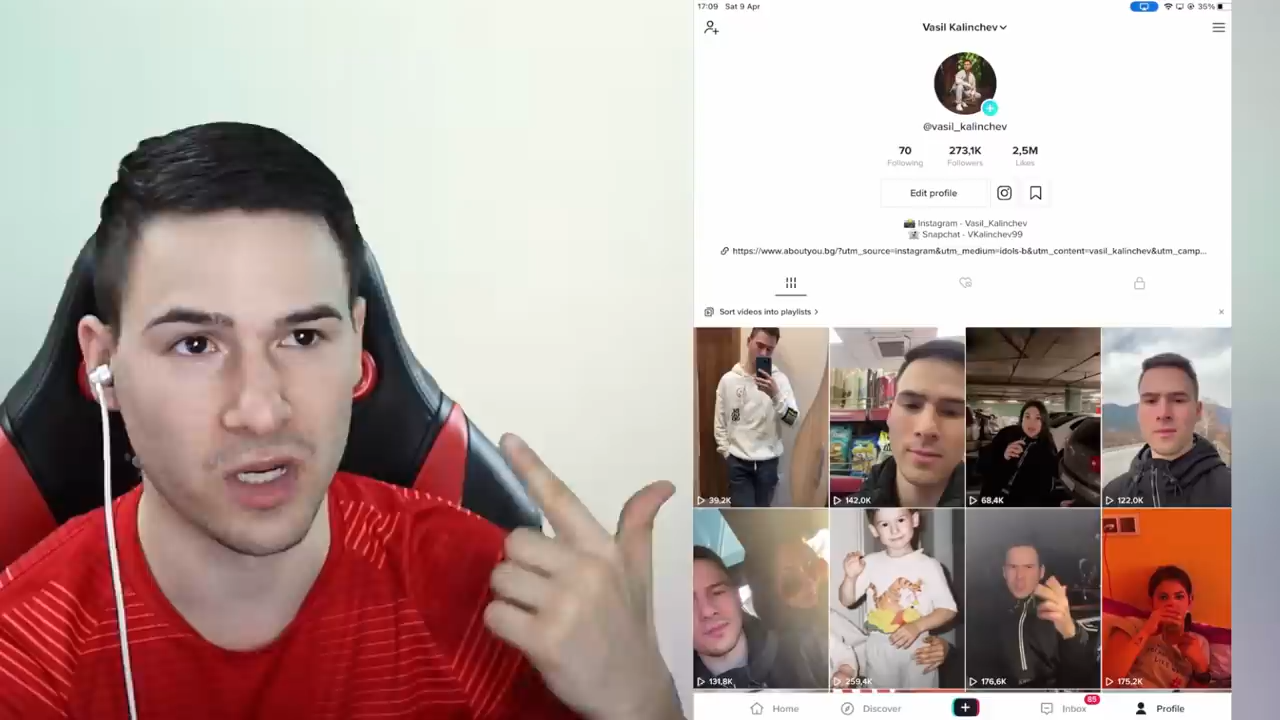 17:09 Sat 9 Apr
35%
Vasil Kalinchev
@vasil_kalinchev
70 273,1K 2,5M
Following Followers Likes
Edit profile
Instagram - Vasil_Kalinchev
Snapchat - VKalinchev99
https://www.aboutyou.bg/?utm_source=instagram&utm_medium=idols-b&utm_content=vasil_kalinchev&utm_camp...
Sort videos into playlists
39,2K 142,0K 68,4K 122,0K
131,8K 259,4K 176,6K 175,2K
Home Discover Inbox 85 Profile